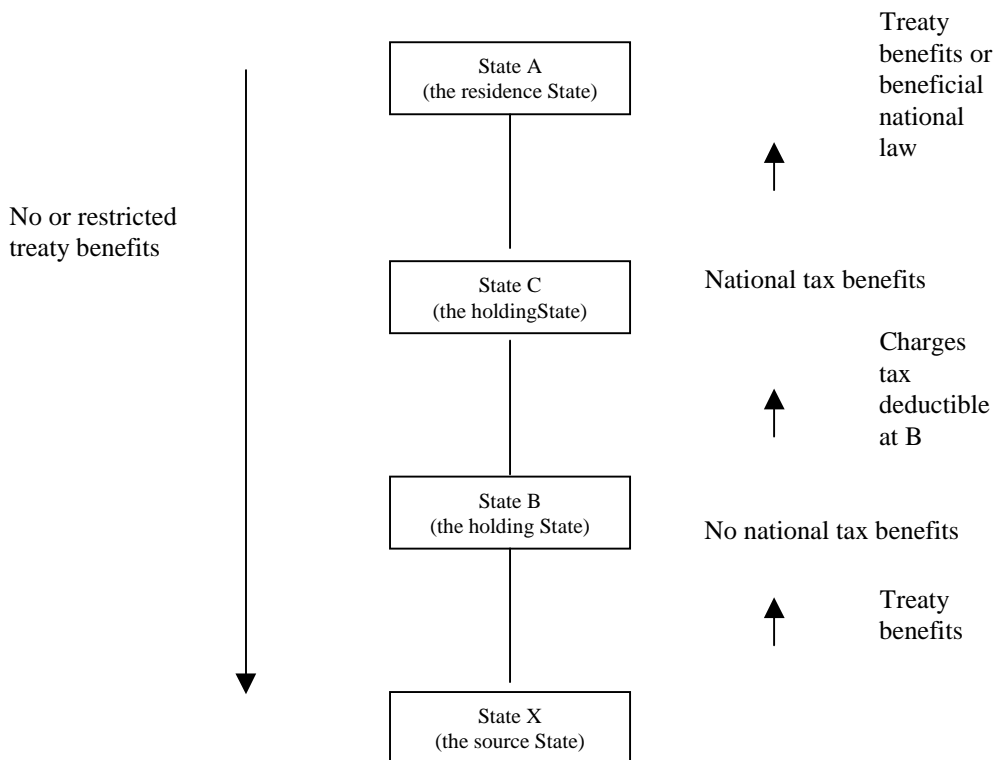 Treaty
benefits or
beneficial
national
law
State A
(the residence State)
No or restricted
treaty benefits
State C
(the holdingState)
National tax benefits
Charges
tax
deductible
at B
State B
(the holding State)
No national tax benefits
Treaty
benefits
State X
(the source State)